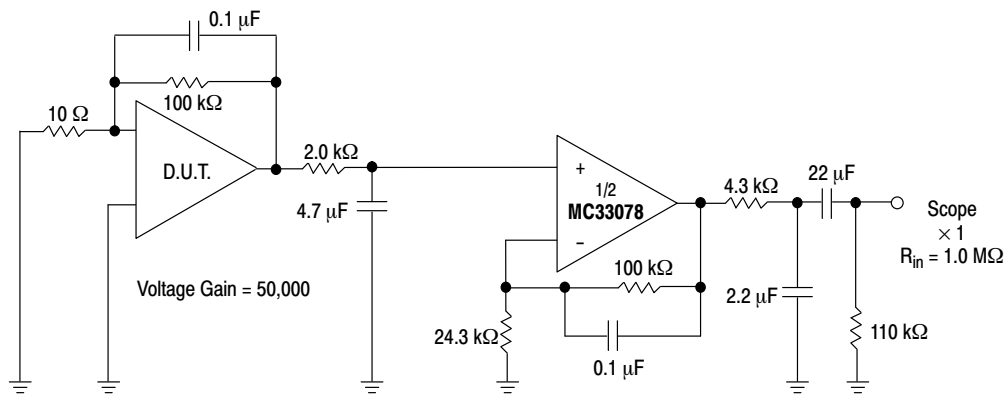 0.1 µF
100 kΩ
10 Ω
D.U.T.
2.0 kΩ
4.7 µF
Voltage Gain = 50,000
+
1/2
MC33078
−
100 kΩ
24.3 kΩ
0.1 µF
4.3 kΩ
22 µF
2.2 µF
110 kΩ
Scope
× 1
Rin = 1.0 MΩ